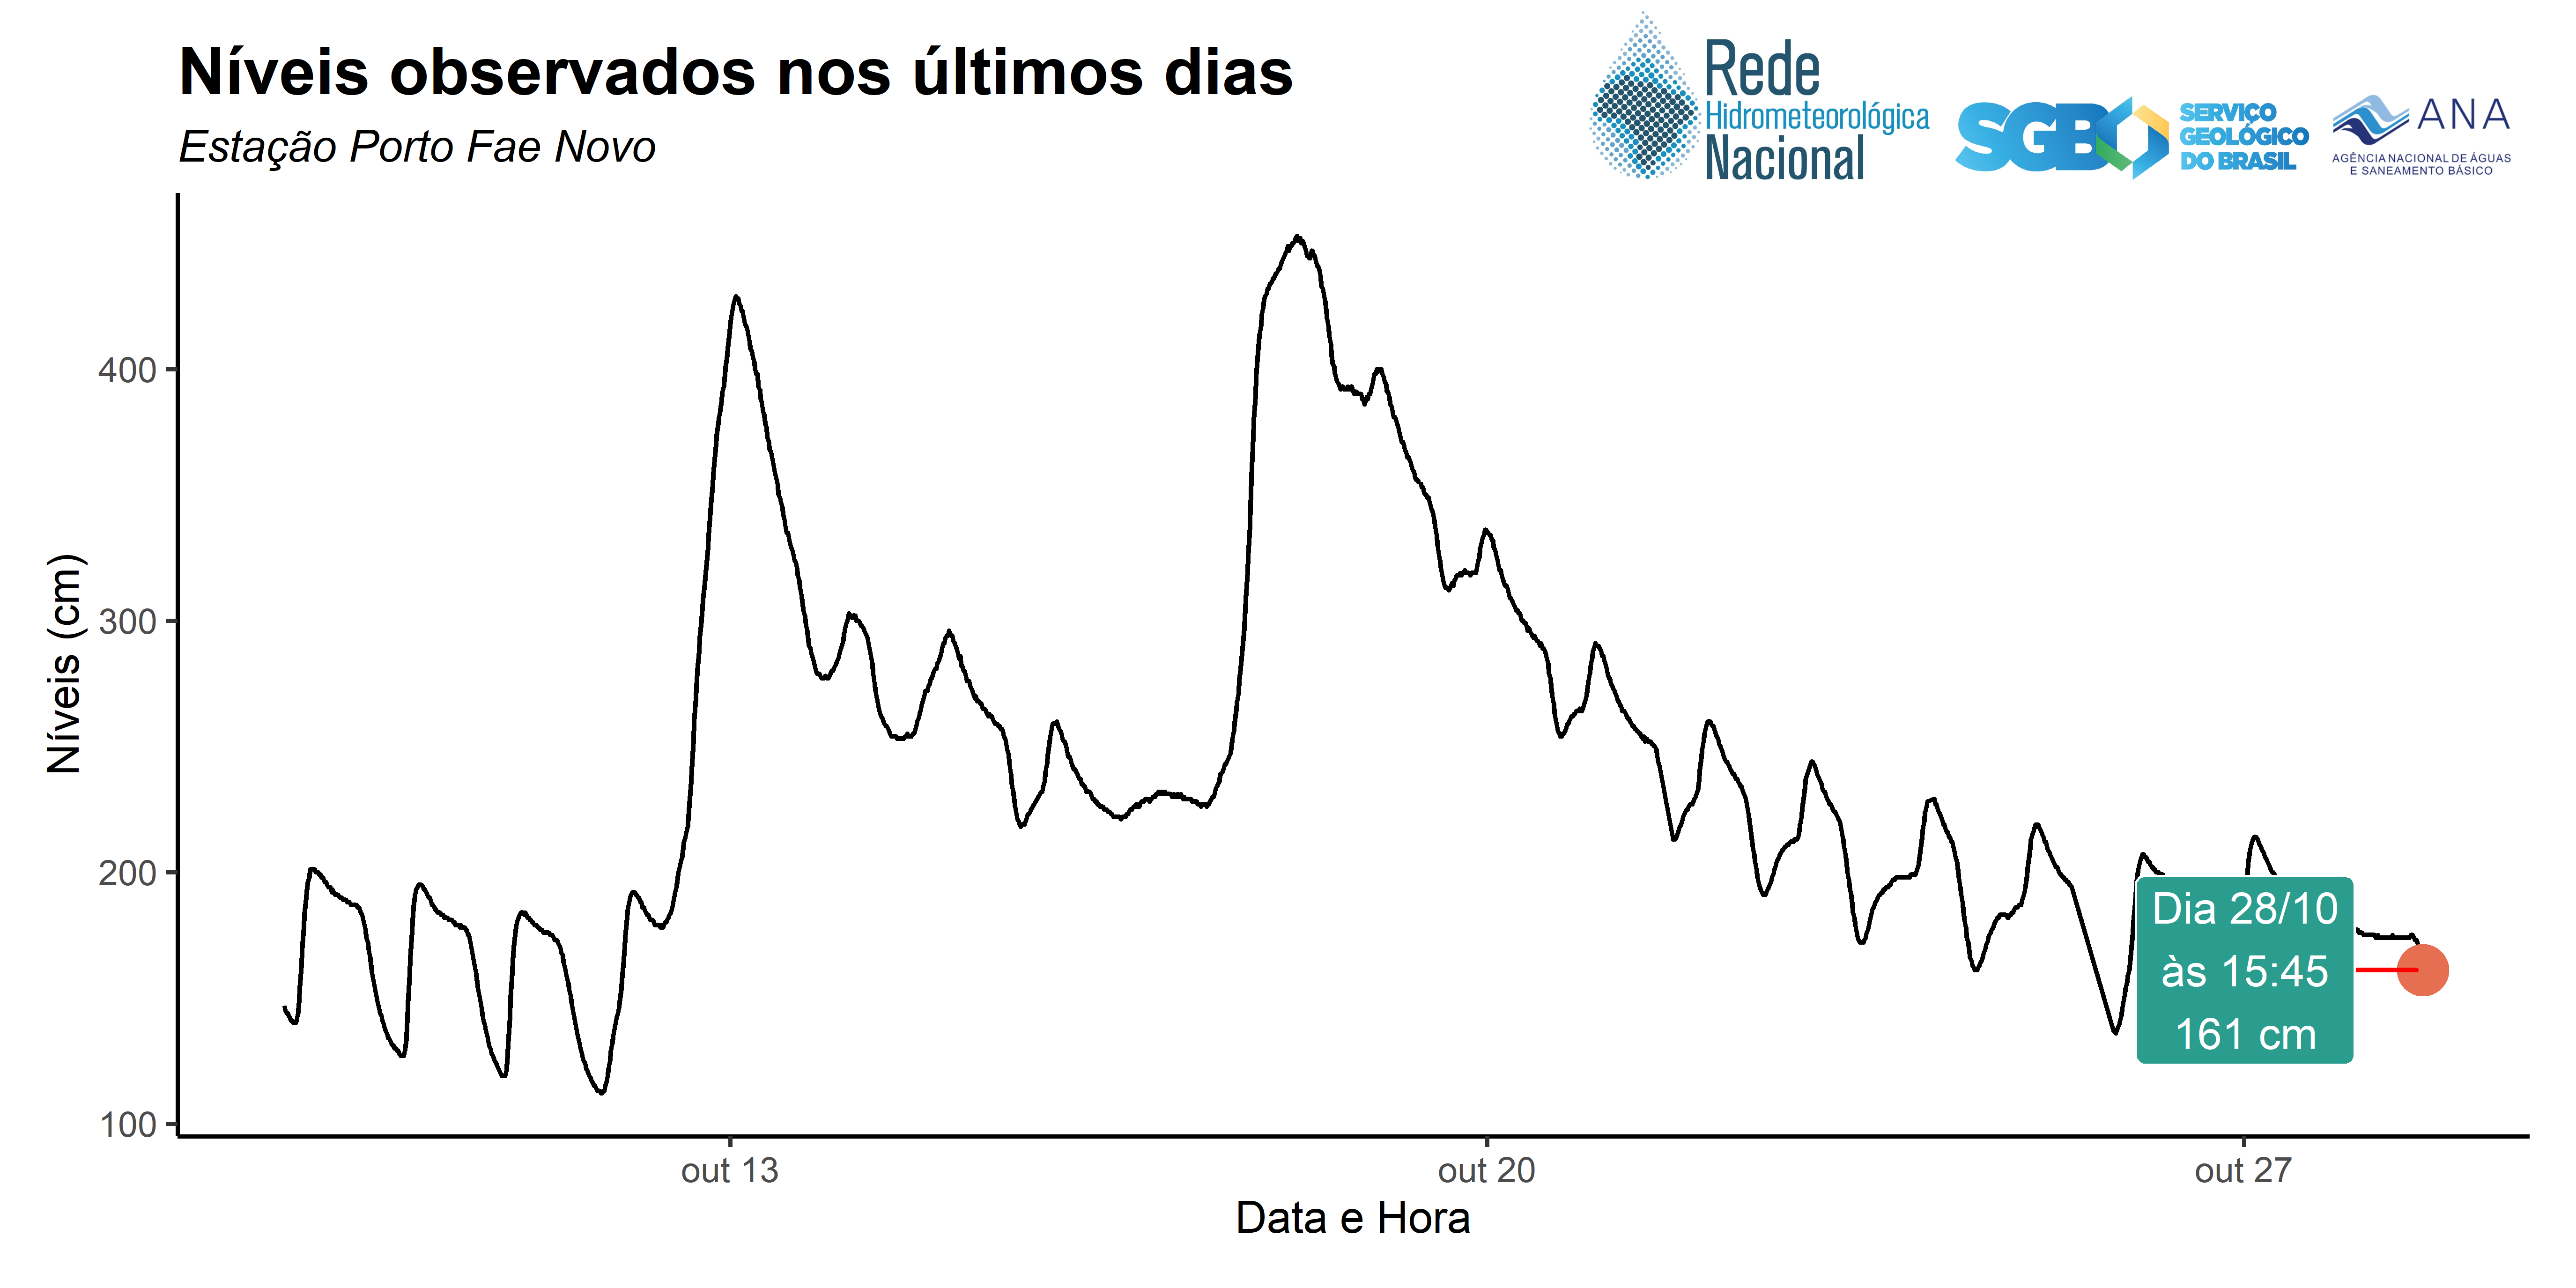 Níveis observados nos últimos dias
Estação Porto Fae Novo
Rede
Hidrometeorológica
Nacional
SGB
SERVIÇO
GEOLÓGICO
DO BRASIL
ANA
AGÊNCIA NACIONAL DE ÁGUAS
E SANEAMENTO BÁSICO
Níveis (cm)
400
300
200
100
Dia 28/10
às 15:45
161 cm
out 13
out 20
out 27
Data e Hora